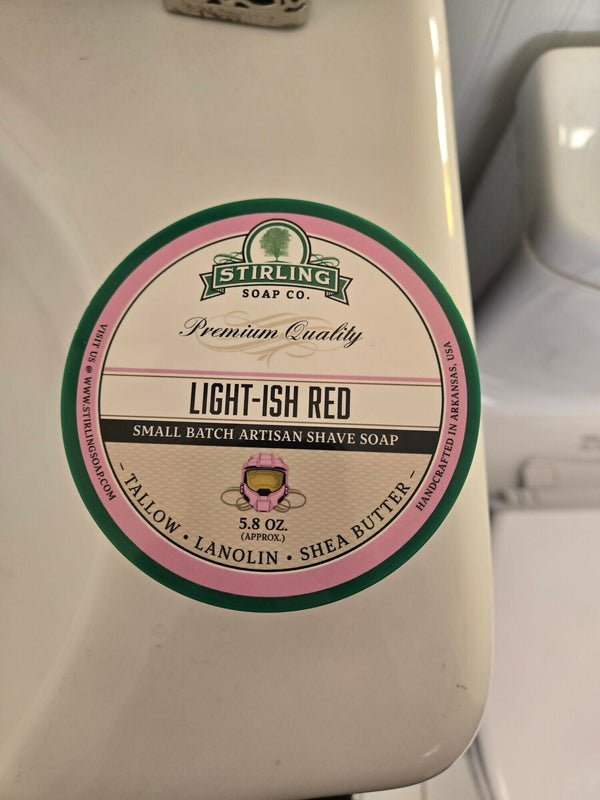 STIRLING
SOAP CO.
Premium Quality
LIGHT-ISH RED
SMALL BATCH ARTISAN SHAVE SOAP
5.8 OZ.
(APPROX.)
– TALLOW • LANOLIN • SHEA BUTTER –
VISIT US @ WWW.STIRLINGSOAP.COM
HANDCRAFTED IN ARKANSAS, USA